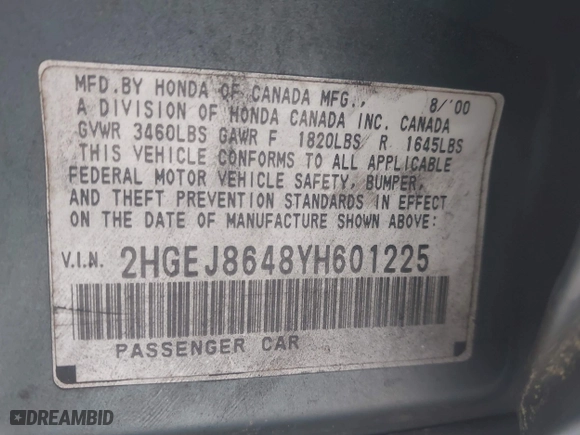 MFD. BY HONDA OF CANADA MFG., 8/'00
A DIVISION OF HONDA CANADA INC. CANADA
GVWR 3460LBS GAWR F 1820LBS R 1645LBS
THIS VEHICLE CONFORMS TO ALL APPLICABLE
FEDERAL MOTOR VEHICLE SAFETY, BUMPER,
AND THEFT PREVENTION STANDARDS IN EFFECT
ON THE DATE OF MANUFACTURE SHOWN ABOVE:
V.I.N. 2HGEJ8648YH601225
PASSENGER CAR
DREAMBID